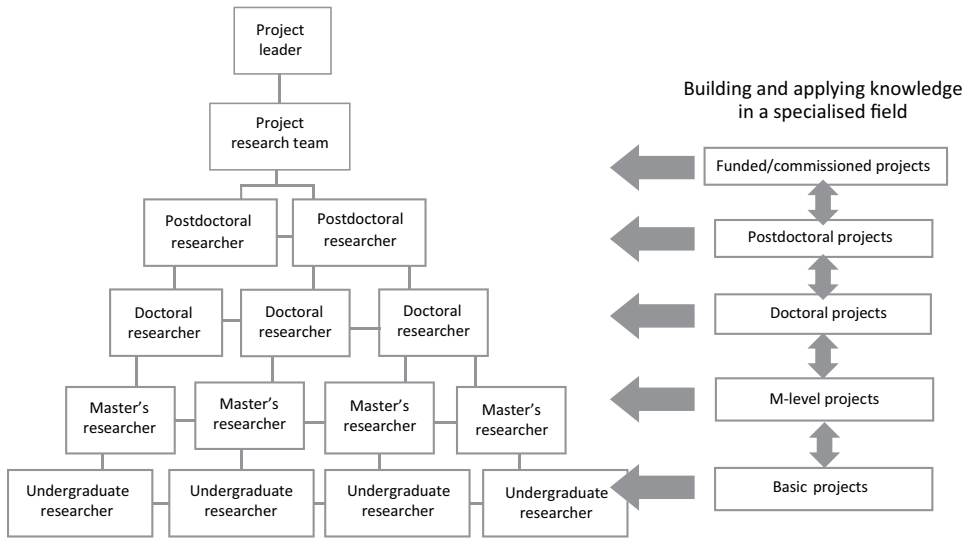 Project
leader
Project
research team
Postdoctoral
researcher
Postdoctoral
researcher
Doctoral
researcher
Doctoral
researcher
Doctoral
researcher
Master's
researcher
Master's
researcher
Master's
researcher
Master's
researcher
Undergraduate
researcher
Undergraduate
researcher
Undergraduate
researcher
Undergraduate
researcher
Building and applying knowledge
in a specialised field
Funded/commissioned projects
Postdoctoral projects
Doctoral projects
M-level projects
Basic projects